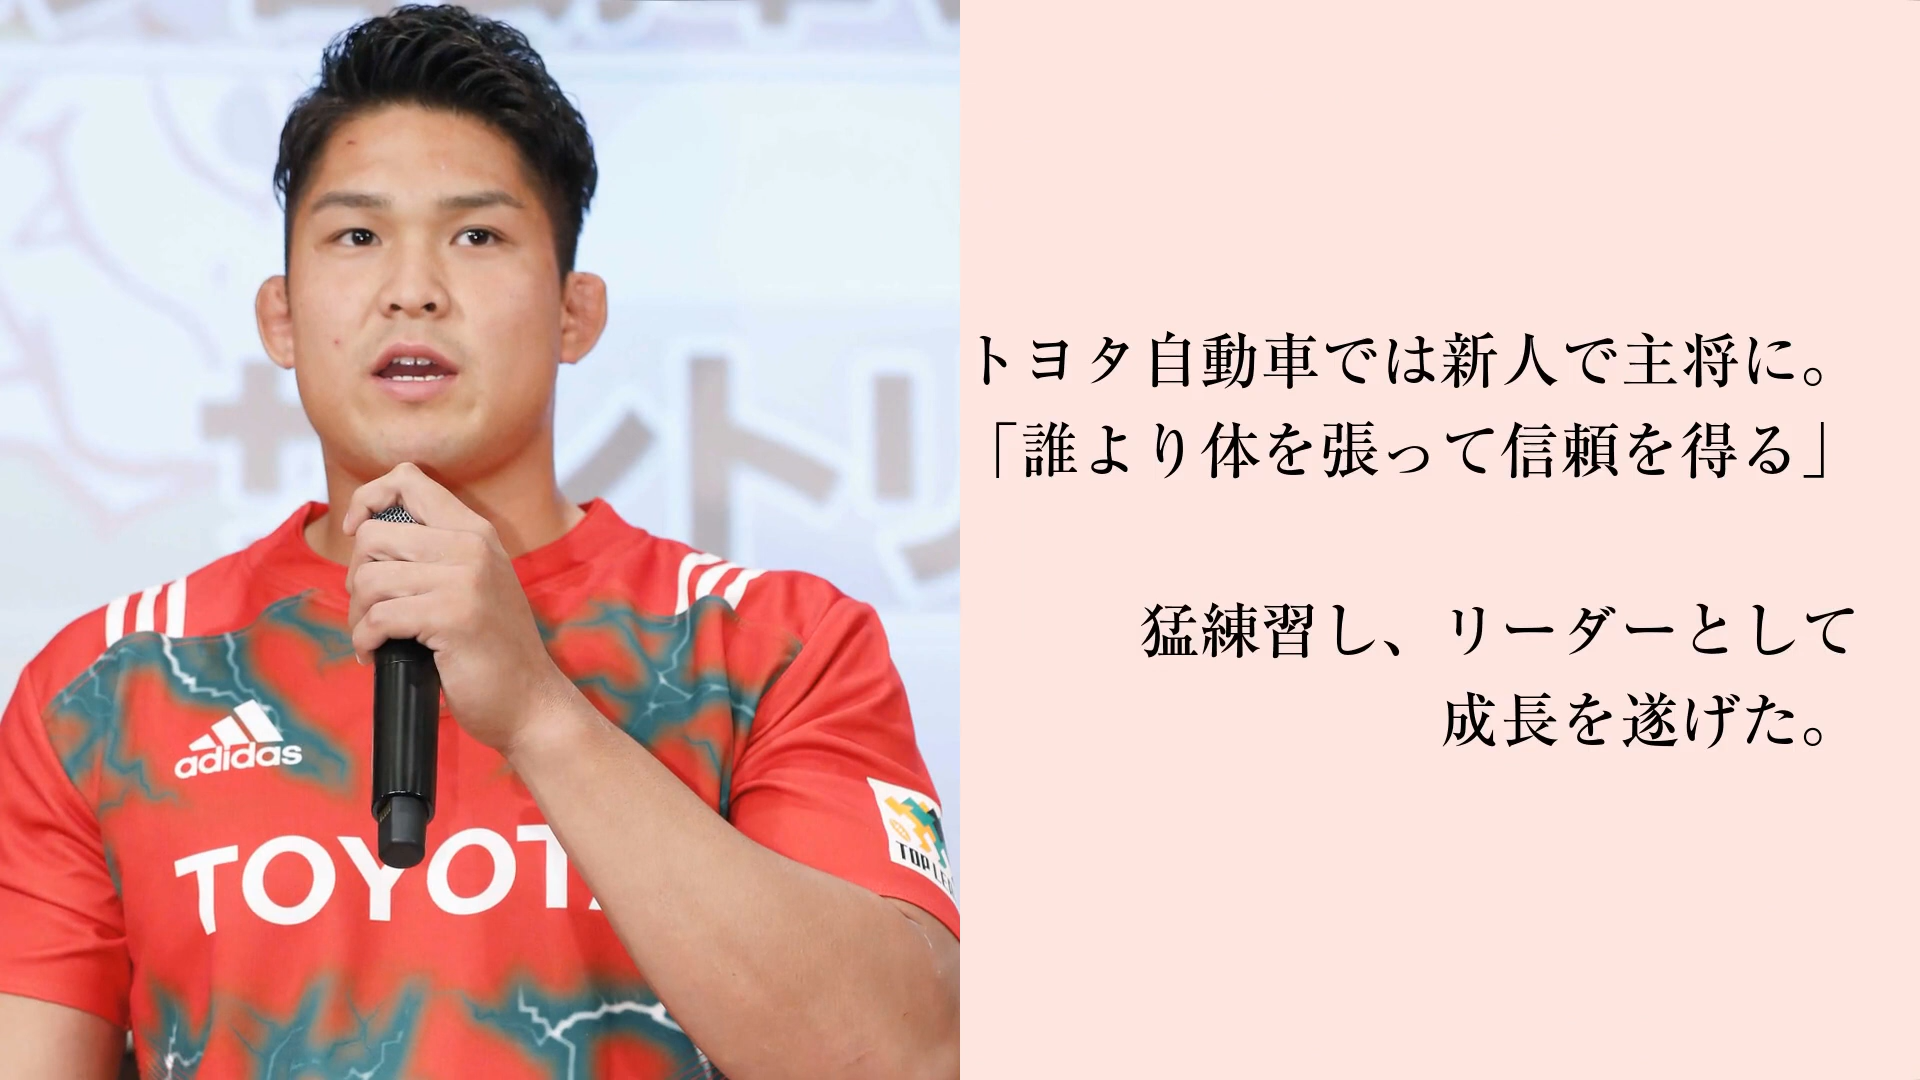 トヨタ自動車では新人で主将に。
「誰より体を張って信頼を得る」
猛練習し、リーダーとして
成長を遂げた。
adidas
TOYOT
TOP LE